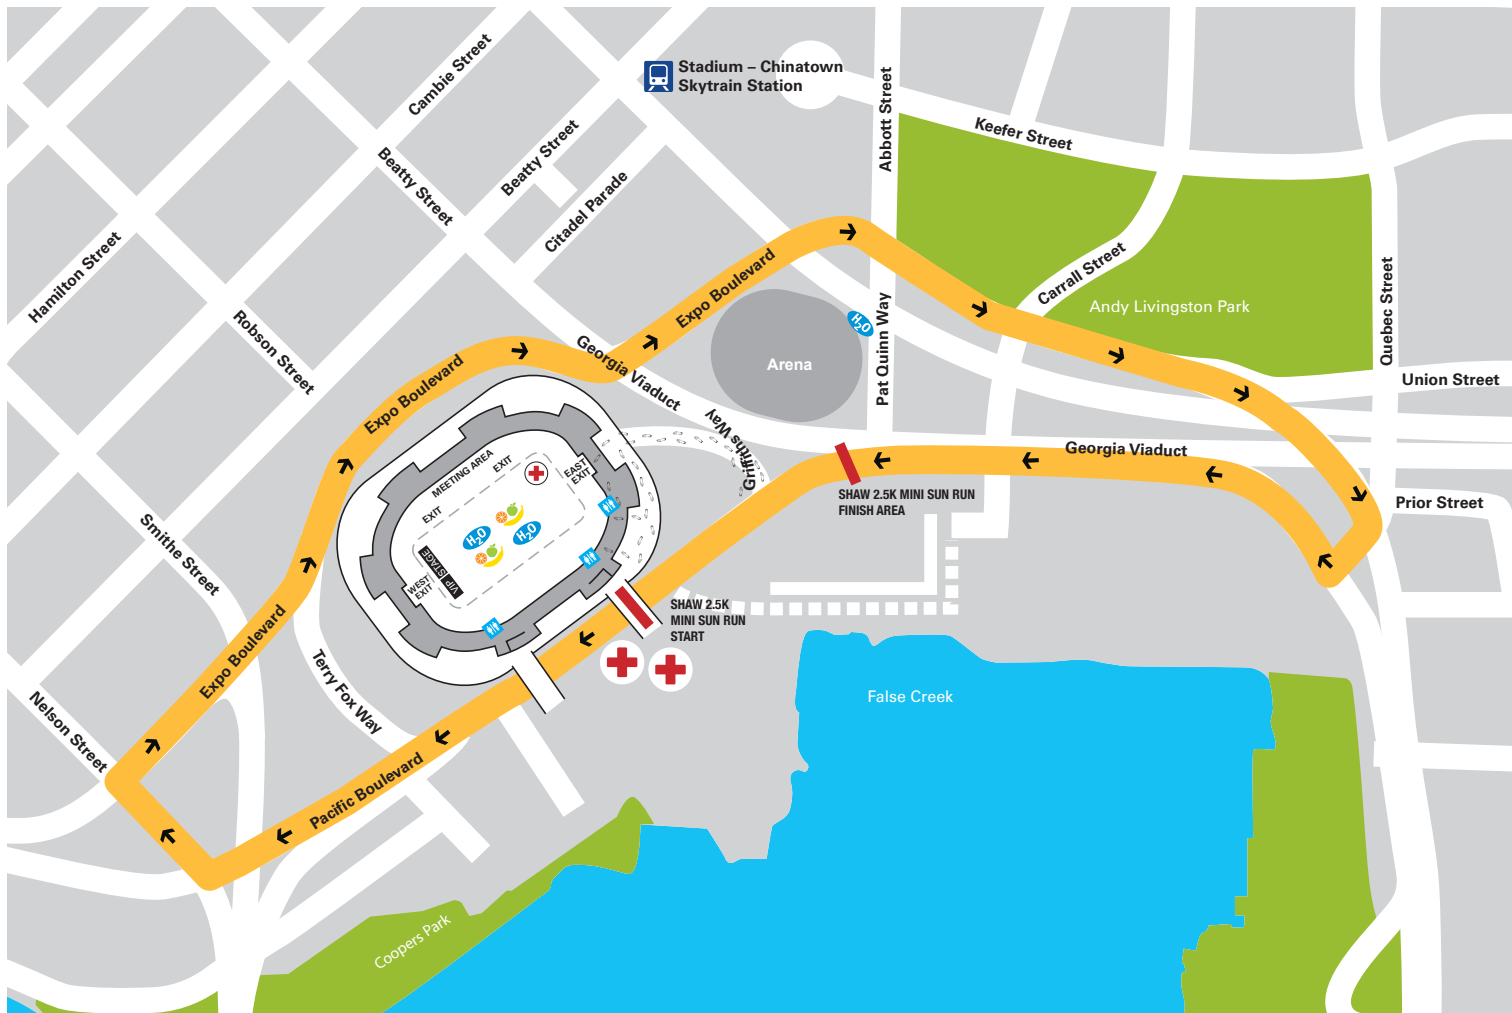 Stadium – Chinatown
Skytrain Station
Cambie Street
Abbott Street
Keefer Street
Beatty Street
Beatty Street
Citadel Parade
Hamilton Street
Robson Street
Expo Boulevard
Carrall Street
Andy Livingston Park
Quebec Street
H2O
Pat Quinn Way
Arena
Georgia Viaduct
Expo Boulevard
Union Street
Griffiths Way
Georgia Viaduct
MEETING AREA
EXIT
EAST
EXIT
EXIT
SHAW 2.5K MINI SUN RUN
FINISH AREA
Prior Street
Smithe Street
H2O
H2O
STAGE
VIP
WEST
EXIT
SHAW 2.5K
MINI SUN RUN
START
Expo Boulevard
Terry Fox Way
Nelson Street
False Creek
Pacific Boulevard
Coopers Park